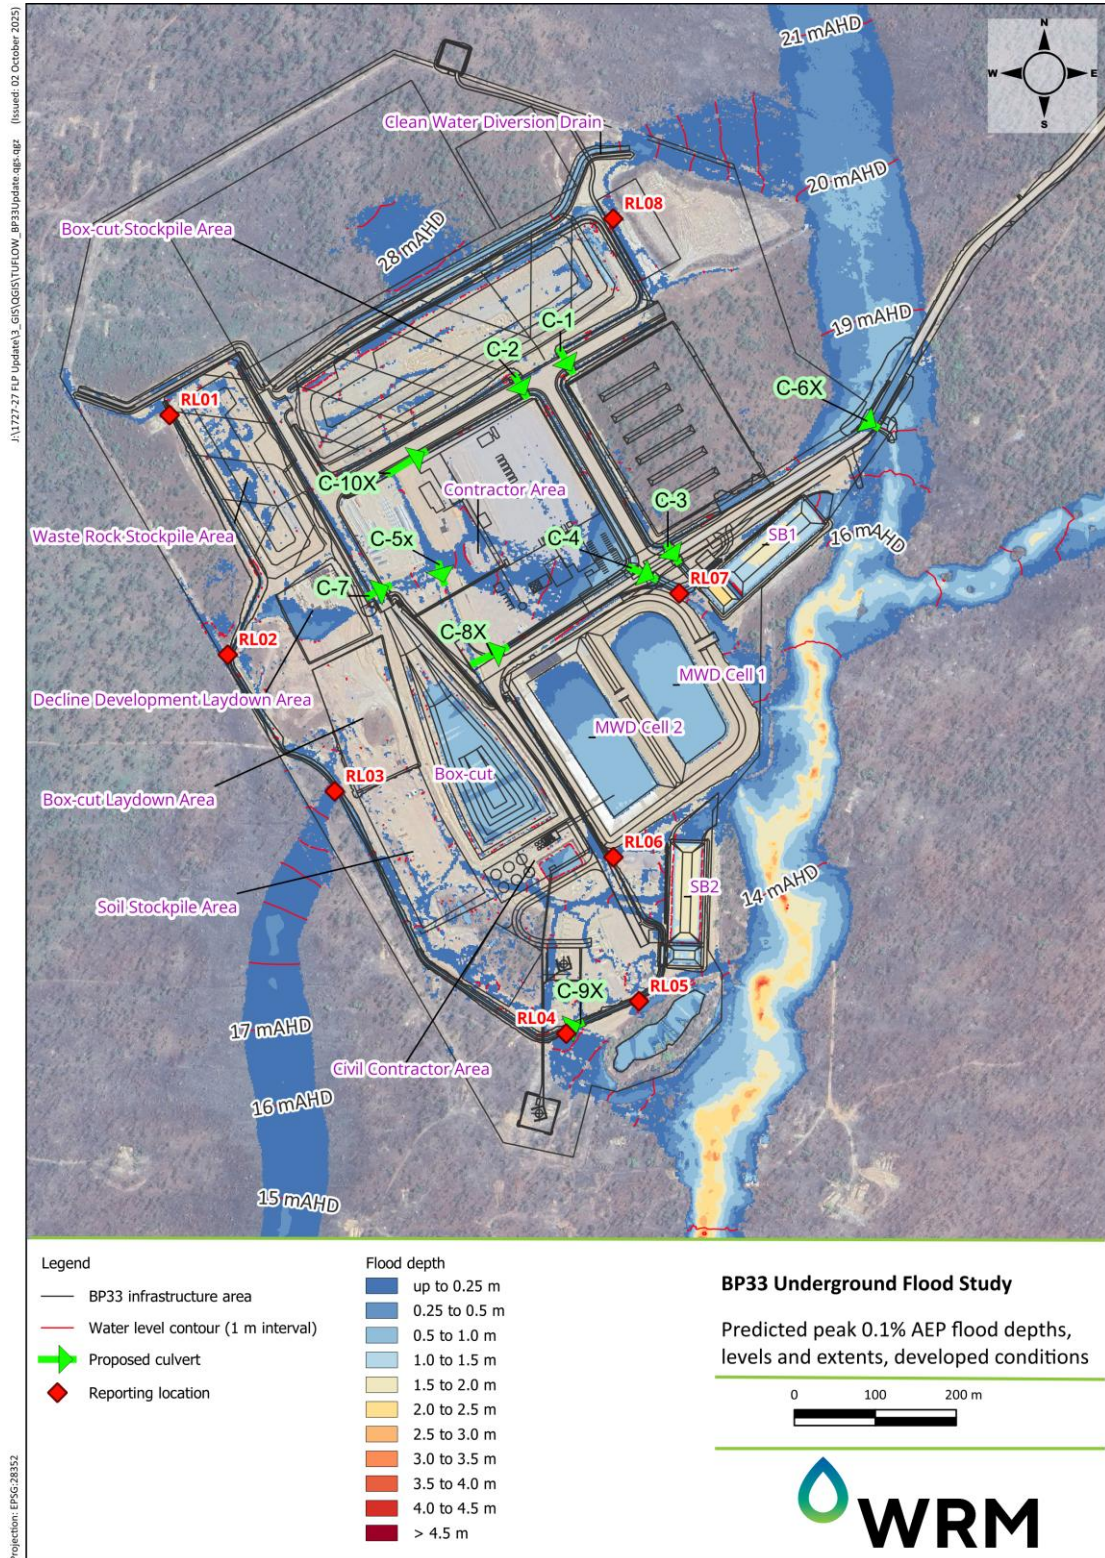 J:\1727-27 FLP Update\3_GIS\QGIS\TUFLOW_BP33Update.qgs.qgz (Issued: 02 October 2025)
N
W
E
S
21 mAHD
Clean Water Diversion Drain
20 mAHD
RL08
Box-cut Stockpile Area
28 mAHD
19 mAHD
C-1
C-2
C-6X
RL01
C-10X
Contractor Area
C-3
Waste Rock Stockpile Area
C-5x
C-4
SB1
16 mAHD
C-7
RL07
C-8X
RL02
MWD Cell 1
Decline Development Laydown Area
MWD Cell 2
Box-cut
RL03
Box-cut Laydown Area
RL06
SB2
14 mAHD
Soil Stockpile Area
C-9X
RL05
17 mAHD
RL04
Civil Contractor Area
16 mAHD
15 mAHD
Legend
BP33 infrastructure area
Water level contour (1 m interval)
Proposed culvert
Reporting location
Flood depth
up to 0.25 m
0.25 to 0.5 m
0.5 to 1.0 m
1.0 to 1.5 m
1.5 to 2.0 m
2.0 to 2.5 m
2.5 to 3.0 m
3.0 to 3.5 m
3.5 to 4.0 m
4.0 to 4.5 m
> 4.5 m
BP33 Underground Flood Study
Predicted peak 0.1% AEP flood depths,
levels and extents, developed conditions
0 100 200 m
WRM
Projection: EPSG:28352